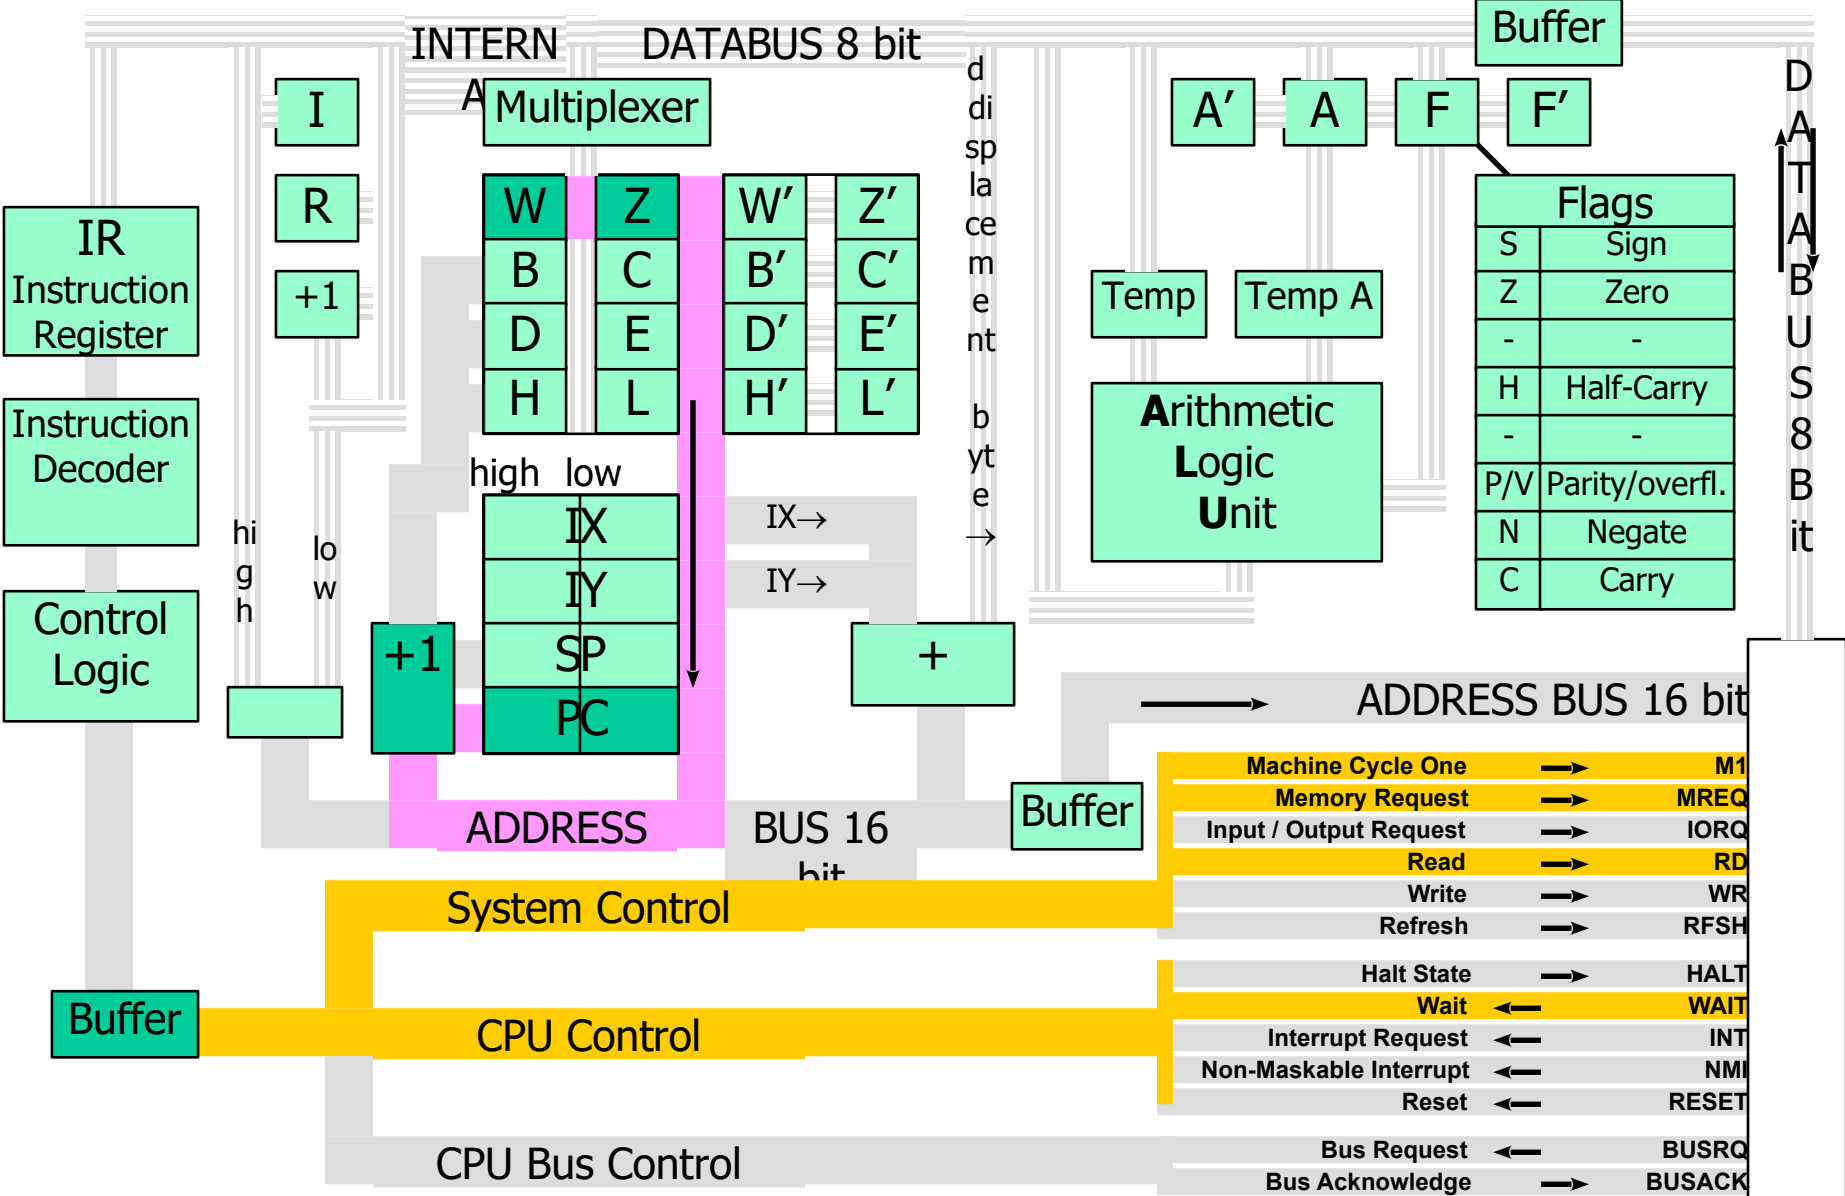 INTERN
DATABUS 8 bit
A
Buffer
I
R
+1
Multiplexer
W
Z
W′
Z′
B
C
B′
C′
D
E
D′
E′
H
L
H′
L′
high low
IX
IY
SP
PC
+1
IR
Instruction
Register
Instruction
Decoder
Control
Logic
hi
g
h
lo
w
d
di
sp
la
ce
m
e
nt
b
yt
e
→
IX→
IY→
+
A′
A
F
F′
Temp
Temp A
Arithmetic
Logic
Unit
Flags
S Sign
Z Zero
- -
H Half-Carry
- -
P/V Parity/overfl.
N Negate
C Carry
D
A
T
A
B
U
S
8
B
it
ADDRESS BUS 16 bit
ADDRESS
BUS 16
bit
Buffer
Machine Cycle One → M1
Memory Request → MREQ
Input / Output Request → IORQ
Read → RD
Write → WR
Refresh → RFSH
Halt State → HALT
Wait ← WAIT
Interrupt Request ← INT
Non-Maskable Interrupt ← NMI
Reset ← RESET
Bus Request ← BUSRQ
Bus Acknowledge → BUSACK
System Control
Buffer
CPU Control
CPU Bus Control